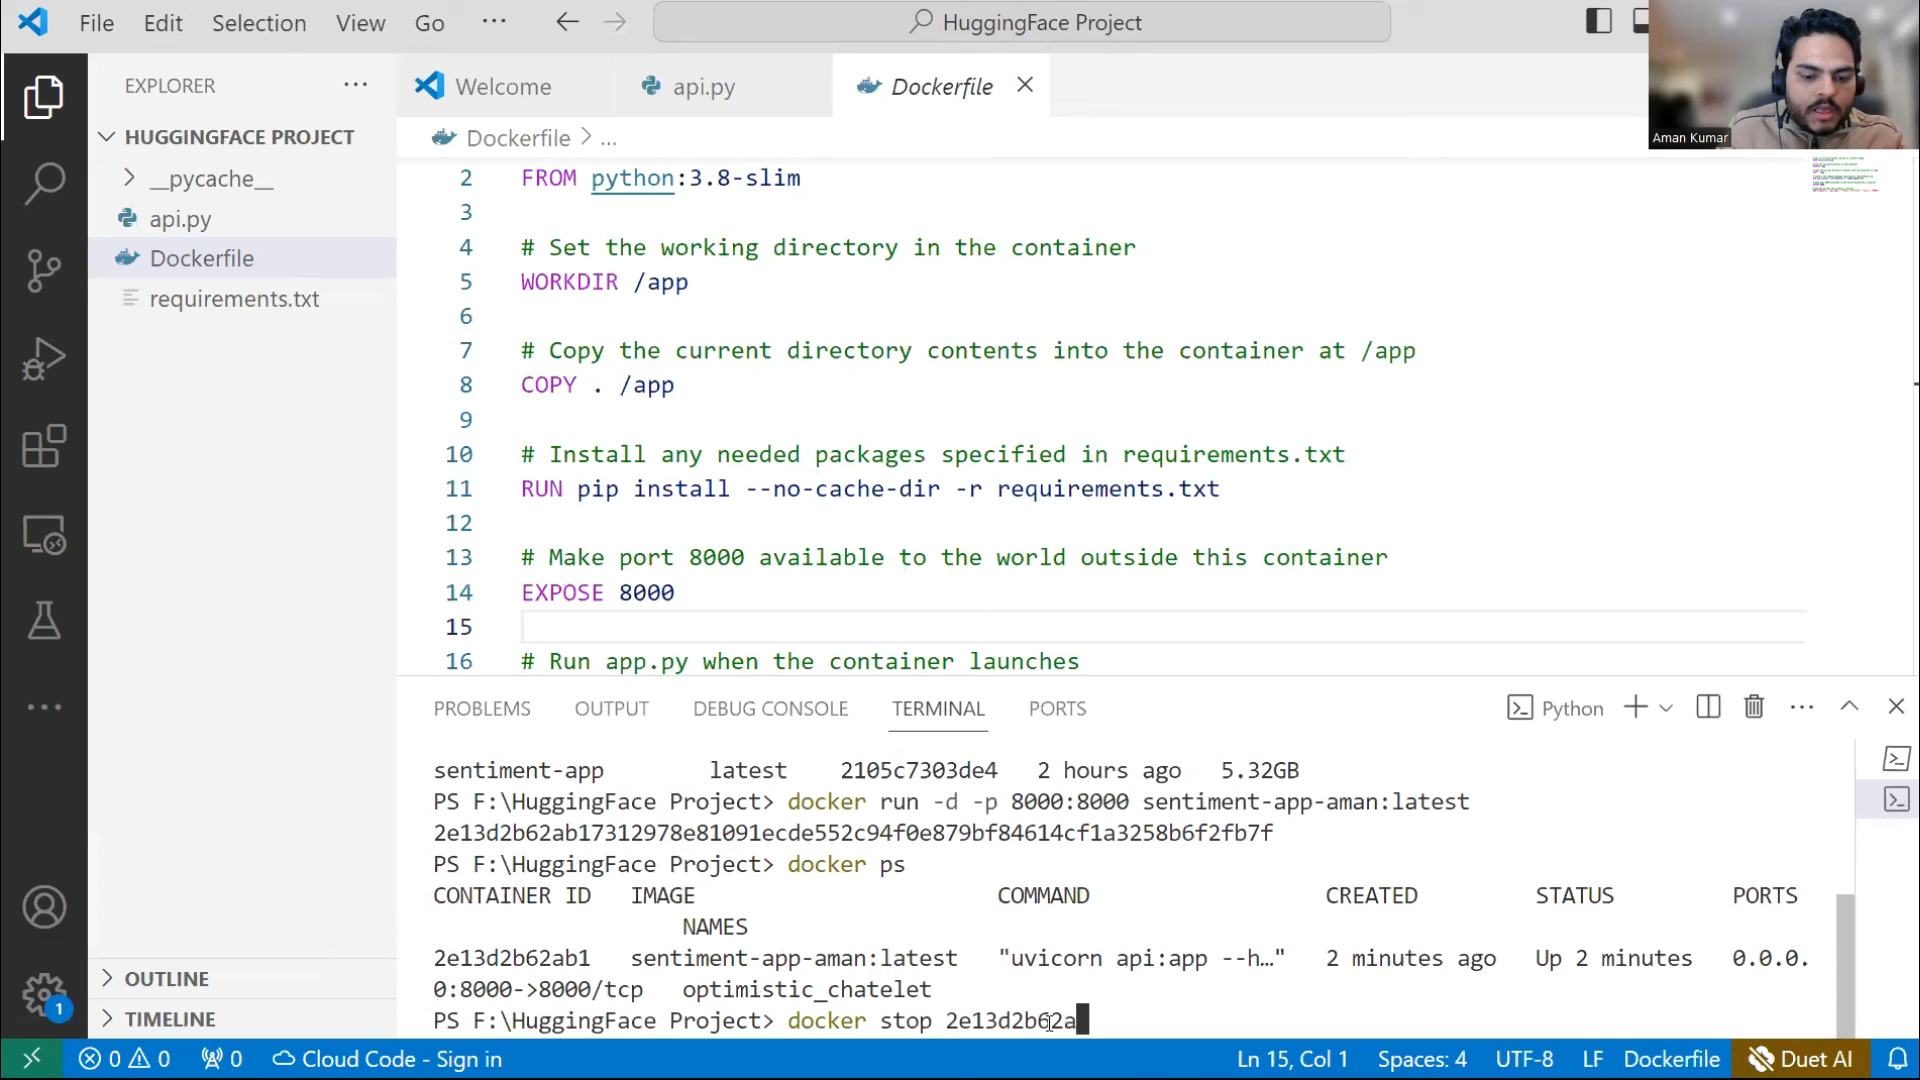 File Edit Selection View Go ··· HuggingFace Project
Aman Kumar
EXPLORER ···
HUGGINGFACE PROJECT
__pycache__
api.py
Dockerfile
requirements.txt
OUTLINE
TIMELINE
1
Welcome api.py Dockerfile
Dockerfile > ...
2 FROM python:3.8-slim
3
4 # Set the working directory in the container
5 WORKDIR /app
6
7 # Copy the current directory contents into the container at /app
8 COPY . /app
9
10 # Install any needed packages specified in requirements.txt
11 RUN pip install --no-cache-dir -r requirements.txt
12
13 # Make port 8000 available to the world outside this container
14 EXPOSE 8000
15
16 # Run app.py when the container launches
PROBLEMS OUTPUT DEBUG CONSOLE TERMINAL PORTS Python
sentiment-app latest 2105c7303de4 2 hours ago 5.32GB
PS F:\HuggingFace Project> docker run -d -p 8000:8000 sentiment-app-aman:latest
2e13d2b62ab17312978e81091ecde552c94f0e879bf84614cf1a3258b6f2fb7f
PS F:\HuggingFace Project> docker ps
CONTAINER ID IMAGE COMMAND CREATED STATUS PORTS
NAMES
2e13d2b62ab1 sentiment-app-aman:latest "uvicorn api:app --h…" 2 minutes ago Up 2 minutes 0.0.0.
0:8000->8000/tcp optimistic_chatelet
PS F:\HuggingFace Project> docker stop 2e13d2b62a
0 0 0 Cloud Code - Sign in Ln 15, Col 1 Spaces: 4 UTF-8 LF Dockerfile Duet AI